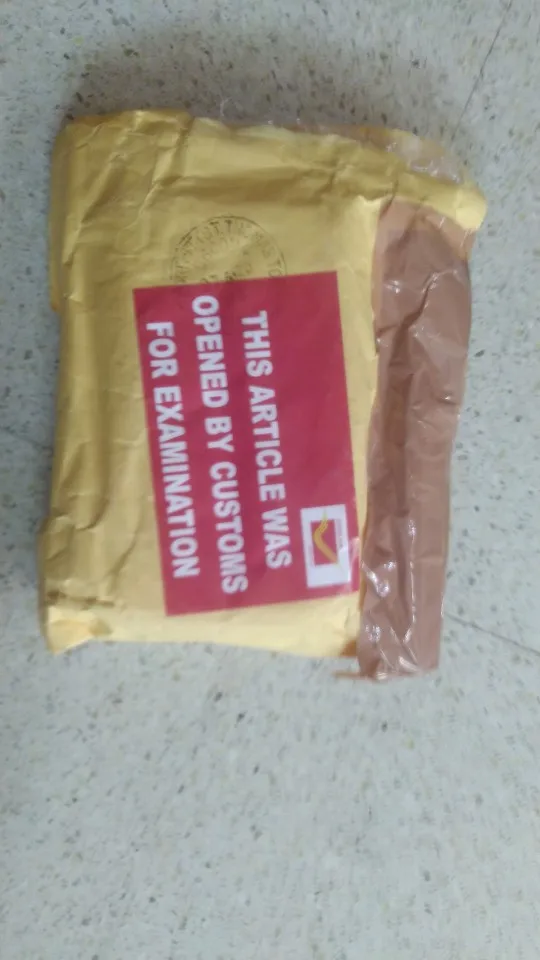 THIS ARTICLE WAS
OPENED BY CUSTOMS
FOR EXAMINATION